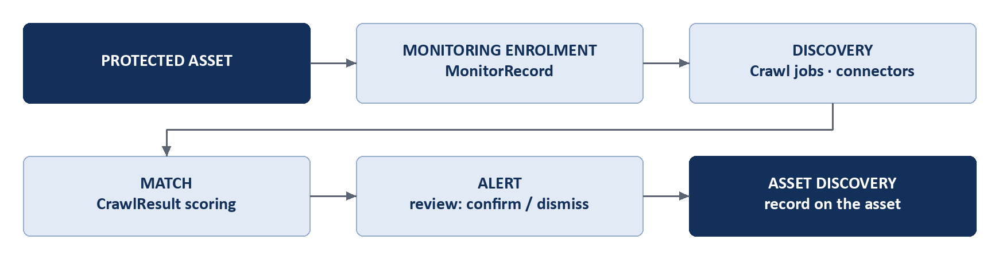 PROTECTED ASSET
MONITORING ENROLMENT
MonitorRecord
DISCOVERY
Crawl jobs · connectors
MATCH
CrawlResult scoring
ALERT
review: confirm / dismiss
ASSET DISCOVERY
record on the asset